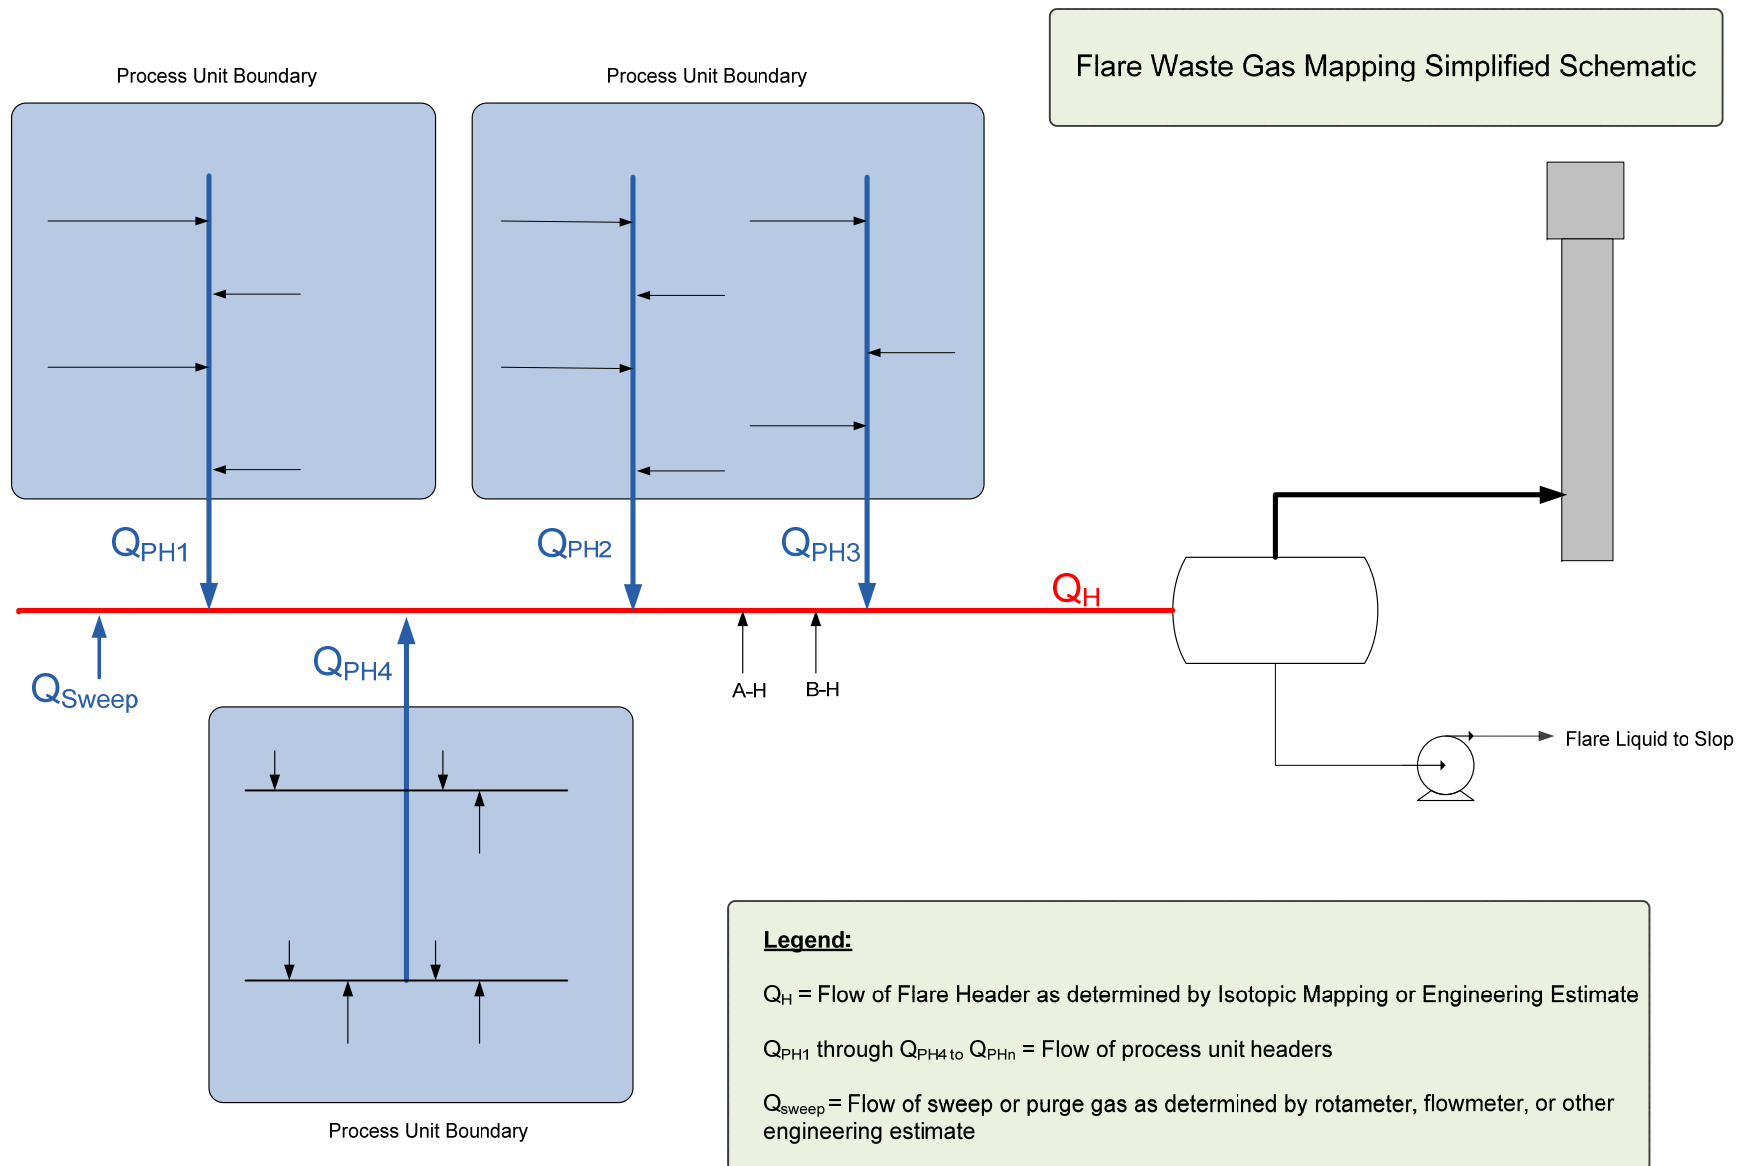 Flare Waste Gas Mapping Simplified Schematic
Process Unit Boundary
Process Unit Boundary
QPH1
QPH2
QPH3
QH
QSweep
QPH4
A-H
B-H
Flare Liquid to Slop
Process Unit Boundary
Legend:
QH = Flow of Flare Header as determined by Isotopic Mapping or Engineering Estimate
QPH1 through QPH4 to QPHn = Flow of process unit headers
Qsweep = Flow of sweep or purge gas as determined by rotameter, flowmeter, or other
engineering estimate